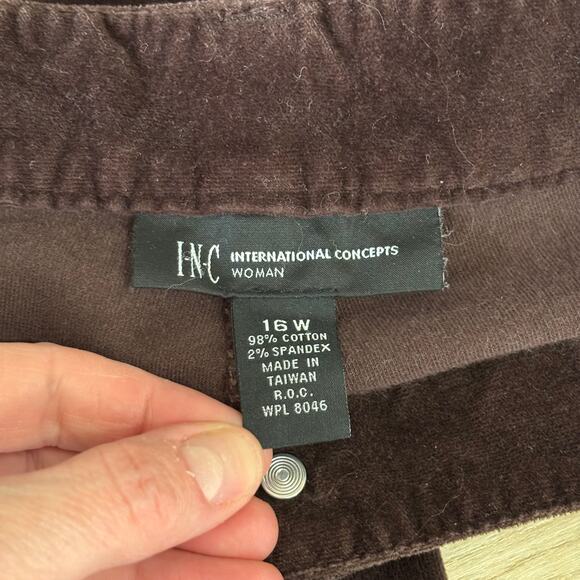 I·N·C INTERNATIONAL CONCEPTS
WOMAN
16 W
98% COTTON
2% SPANDEX
MADE IN
TAIWAN
R.O.C.
WPL 8046